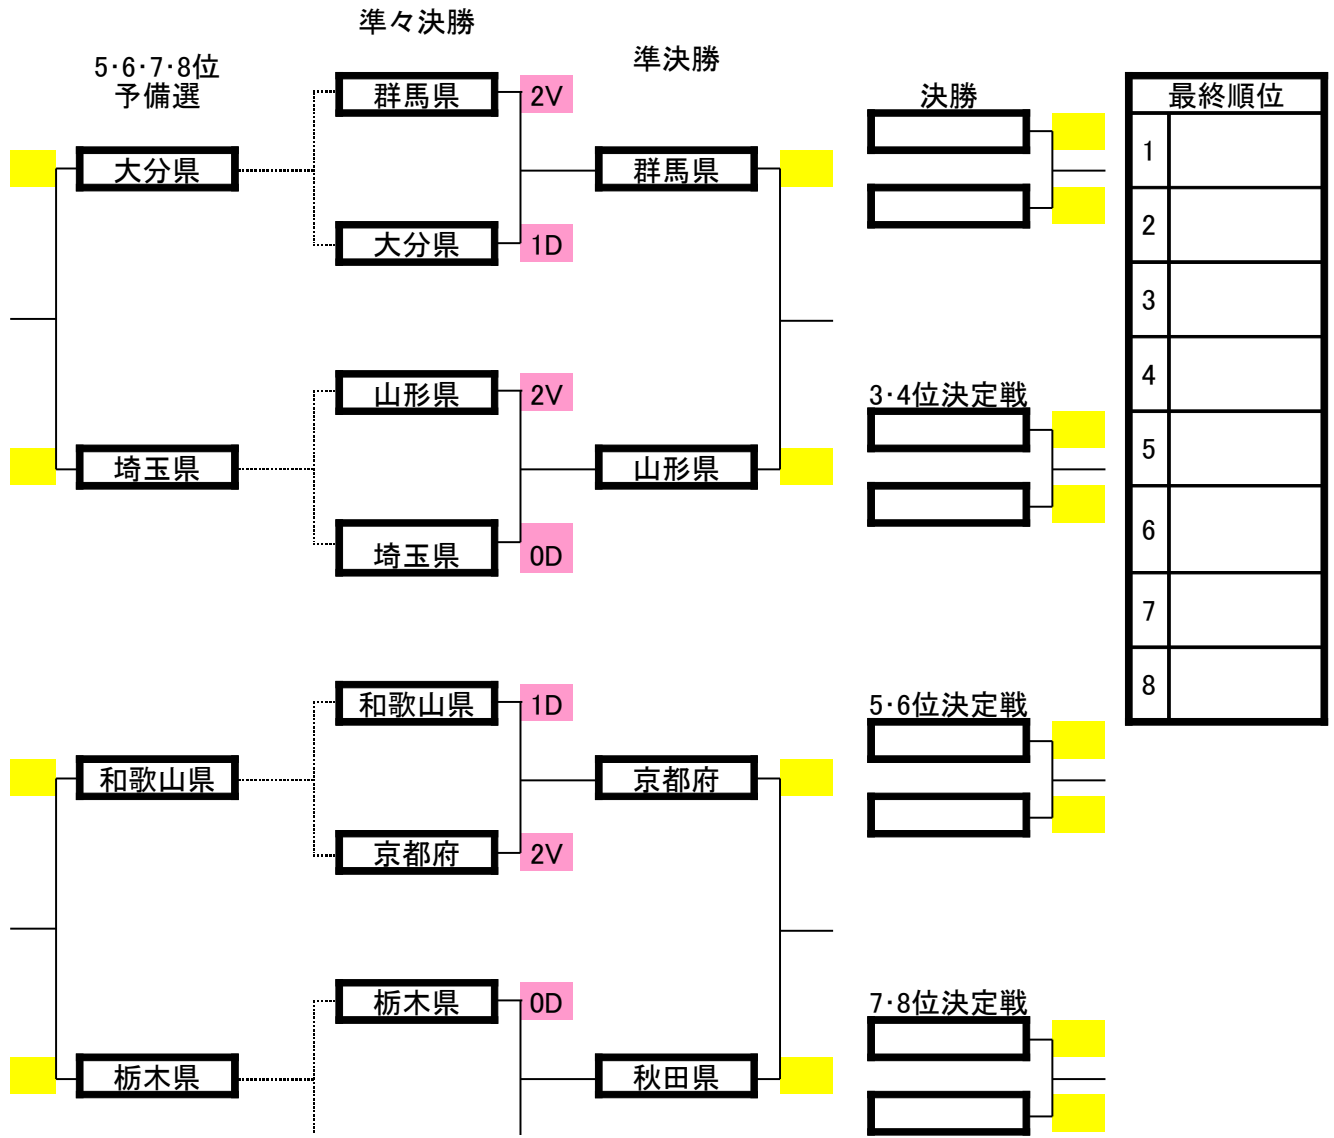 準々決勝
準決勝
5・6・7・8位
予備選
群馬県 2V
決勝
最終順位
大分県
群馬県
1
大分県 1D
2
3
山形県 2V
3・4位決定戦
4
埼玉県
山形県
5
埼玉県 0D
6
7
和歌山県 1D
5・6位決定戦
8
和歌山県
京都府
京都府 2V
栃木県 0D
7・8位決定戦
栃木県
秋田県